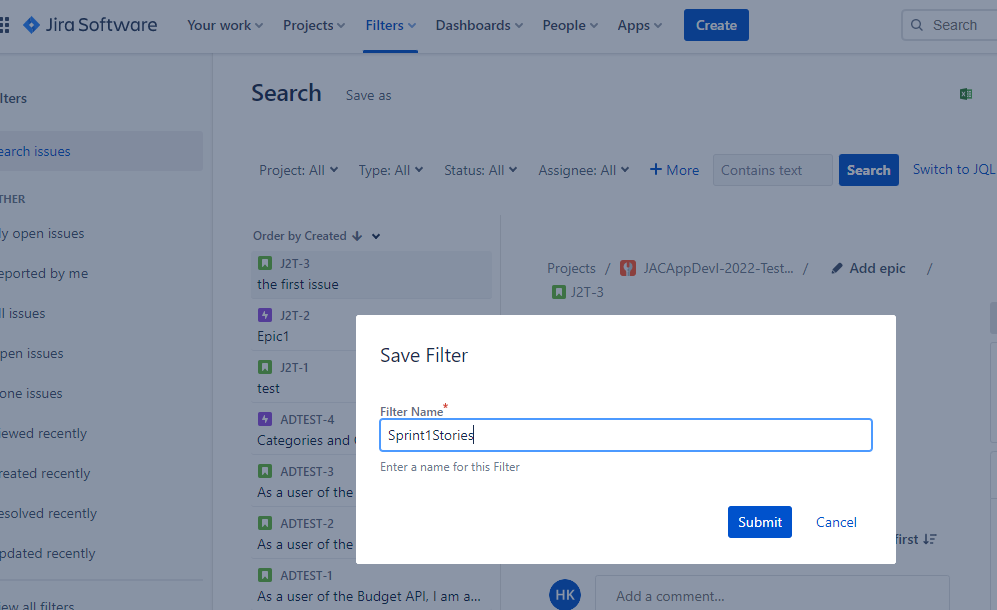 Jira Software Your work Projects Filters Dashboards People Apps Create Search
lters
Search Save as
earch issues
Project: All Type: All Status: All Assignee: All + More Contains text Search Switch to JQL
THER
ly open issues
eported by me
ll issues
pen issues
one issues
ewed recently
reated recently
esolved recently
pdated recently
ew all filters
Order by Created
J2T-3
the first issue
J2T-2
Epic1
J2T-1
test
ADTEST-4
Categories and
ADTEST-3
As a user of the
ADTEST-2
As a user of the
ADTEST-1
As a user of the Budget API, I am a...
Projects / JACAppDevI-2022-Test... / Add epic /
J2T-3
Save Filter
Filter Name*
Sprint1Stories
Enter a name for this Filter
Submit Cancel
first
HK Add a comment...